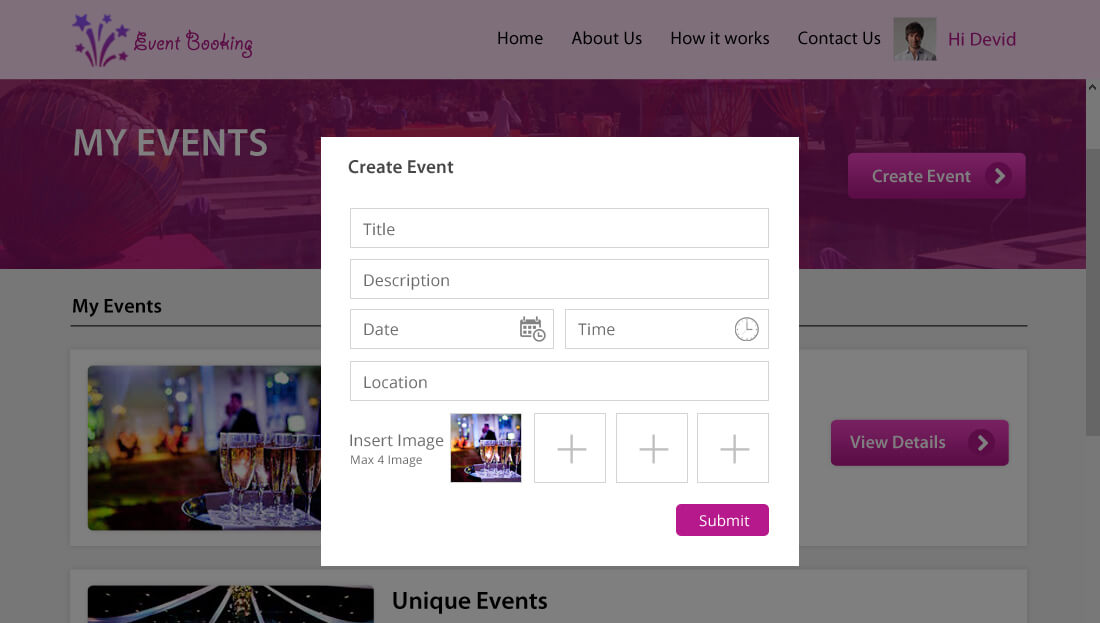 Event Booking
Home About Us How it works Contact Us Hi Devid
MY EVENTS
Create Event
Create Event
Title
Description
Date Time
Location
Insert Image
Max 4 Image
Submit
My Events
View Details
Unique Events